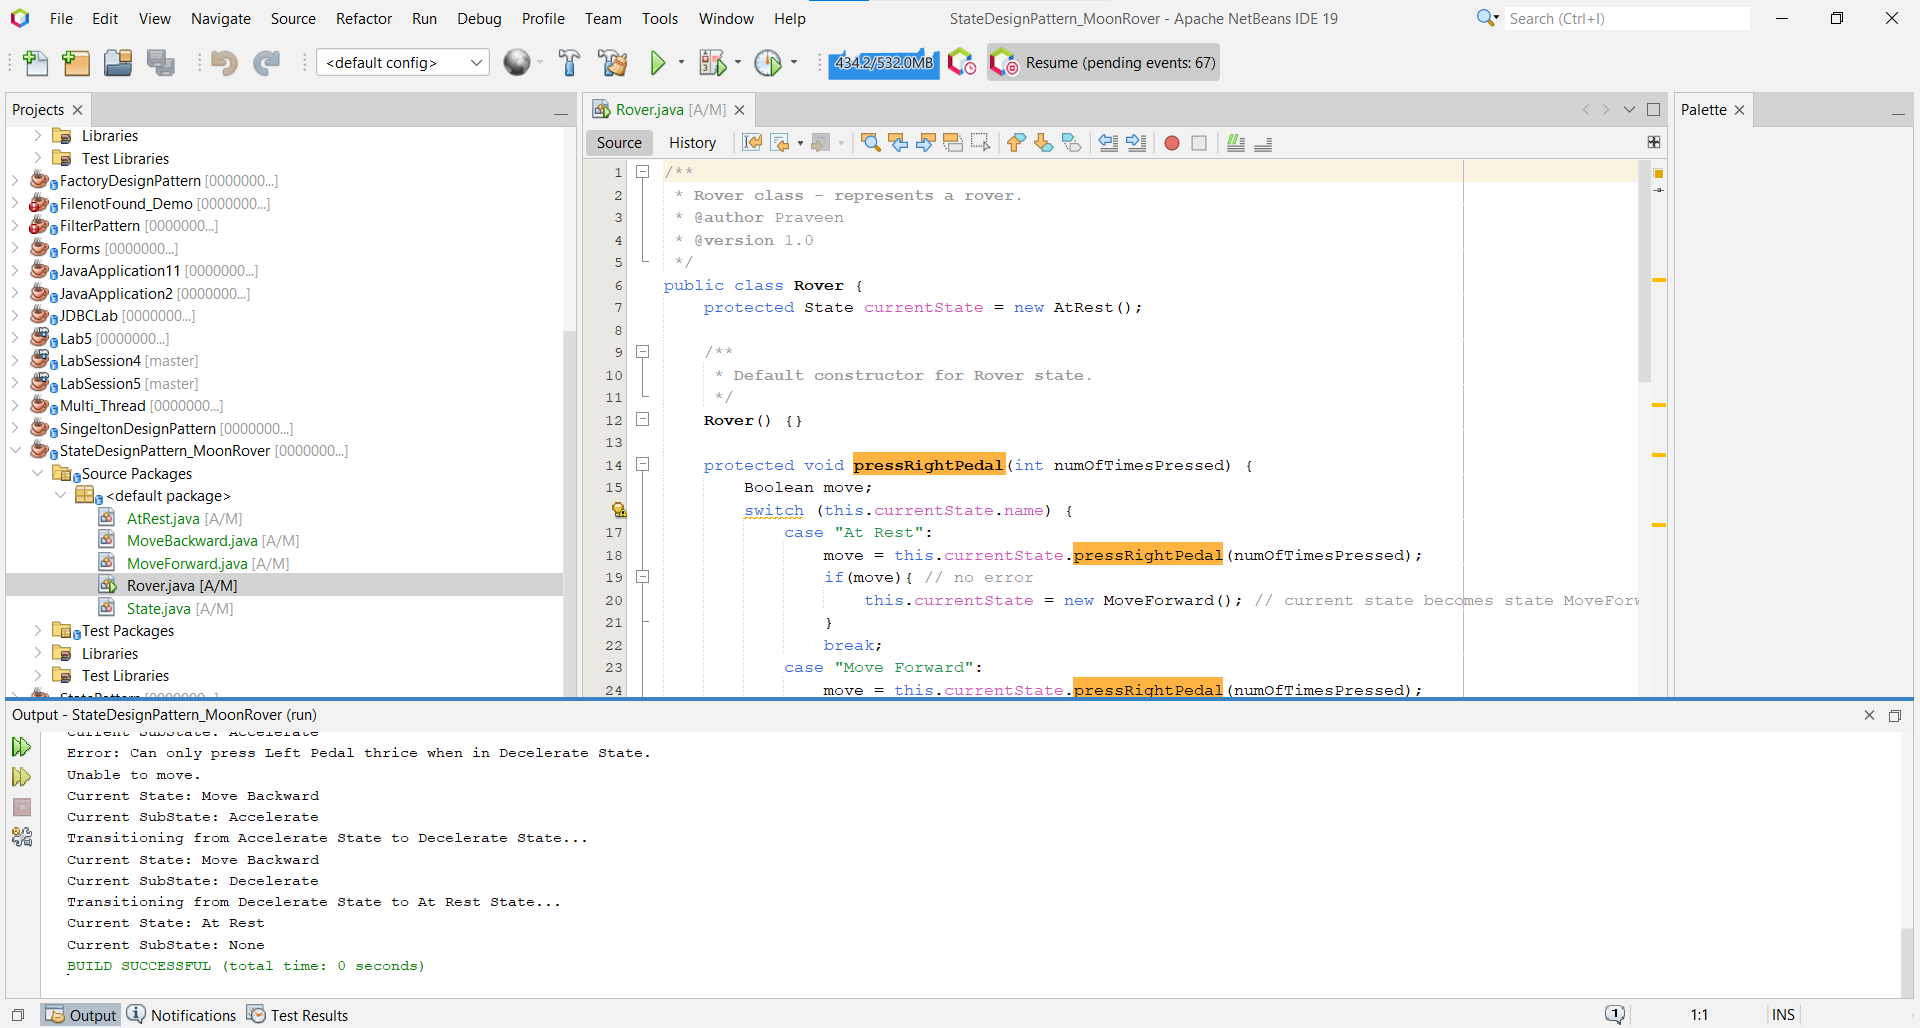 File Edit View Navigate Source Refactor Run Debug Profile Team Tools Window Help StateDesignPattern_MoonRover - Apache NetBeans IDE 19 Search (Ctrl+I)
<default config> 434.2/532.0MB Resume (pending events: 67)
Projects
Libraries
Test Libraries
FactoryDesignPattern [0000000...]
FilenotFound_Demo [0000000...]
FilterPattern [0000000...]
Forms [0000000...]
JavaApplication11 [0000000...]
JavaApplication2 [0000000...]
JDBCLab [0000000...]
Lab5 [0000000...]
LabSession4 [master]
LabSession5 [master]
Multi_Thread [0000000...]
SingeltonDesignPattern [0000000...]
StateDesignPattern_MoonRover [0000000...]
Source Packages
<default package>
AtRest.java [A/M]
MoveBackward.java [A/M]
MoveForward.java [A/M]
Rover.java [A/M]
State.java [A/M]
Test Packages
Libraries
Test Libraries
StatePattern [0000000...]
Rover.java [A/M]
Source History
1 /**
2 * Rover class - represents a rover.
3 * @author Praveen
4 * @version 1.0
5 */
6 public class Rover {
7 protected State currentState = new AtRest();
8
9 /**
10 * Default constructor for Rover state.
11 */
12 Rover() {}
13
14 protected void pressRightPedal(int numOfTimesPressed) {
15 Boolean move;
switch (this.currentState.name) {
17 case "At Rest":
18 move = this.currentState.pressRightPedal(numOfTimesPressed);
19 if(move){ // no error
20 this.currentState = new MoveForward(); // current state becomes state MoveForw
21 }
22 break;
23 case "Move Forward":
24 move = this.currentState.pressRightPedal(numOfTimesPressed);
Palette
Output - StateDesignPattern_MoonRover (run)
Current SubState: Accelerate
Error: Can only press Left Pedal thrice when in Decelerate State.
Unable to move.
Current State: Move Backward
Current SubState: Accelerate
Transitioning from Accelerate State to Decelerate State...
Current State: Move Backward
Current SubState: Decelerate
Transitioning from Decelerate State to At Rest State...
Current State: At Rest
Current SubState: None
BUILD SUCCESSFUL (total time: 0 seconds)
Output Notifications Test Results 1 1:1 INS